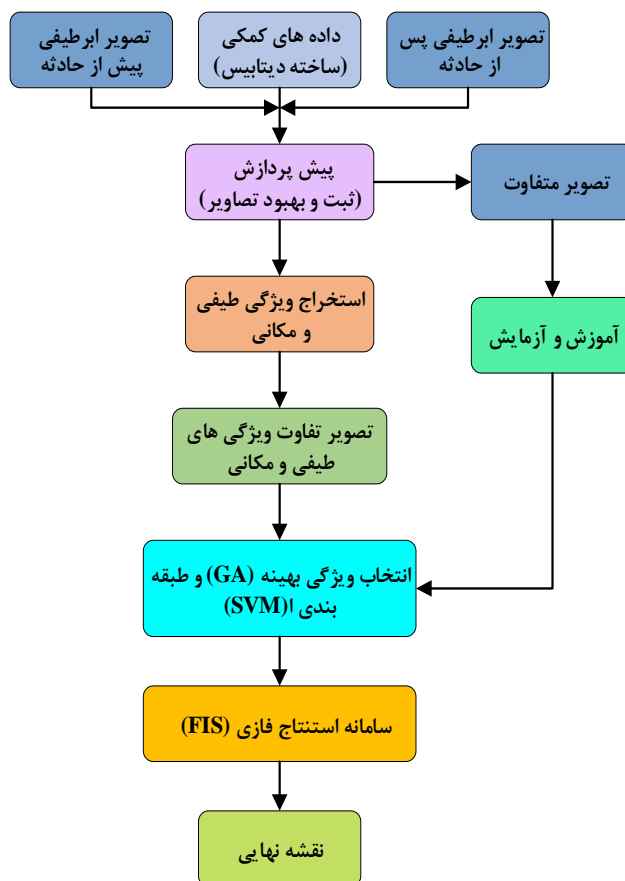 تصویر ابرطیفی پس
از حادثه
داده های کمکی
(ساخته دیتابیس)
تصویر ابرطیفی
پیش از حادثه
پیش پردازش
(ثبت و بهبود تصاویر)
تصویر متفاوت
استخراج ویژگی طیفی
و مکانی
آموزش و آزمایش
تصویر تفاوت ویژگی های
طیفی و مکانی
انتخاب ویژگی بهینه (GA) و طبقه
بندی ا(SVM)
سامانه استنتاج فازی (FIS)
نقشه نهایی